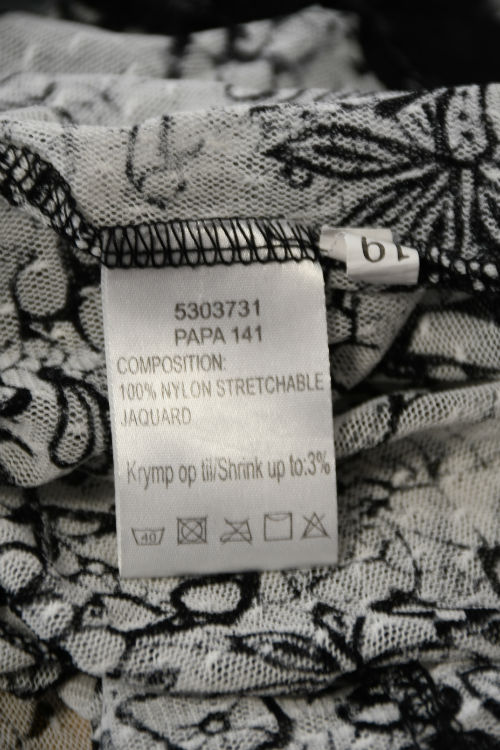 5303731
PAPA 141
COMPOSITION:
100% NYLON STRETCHABLE
JAQUARD
Krymp op til/Shrink up to:3%
40